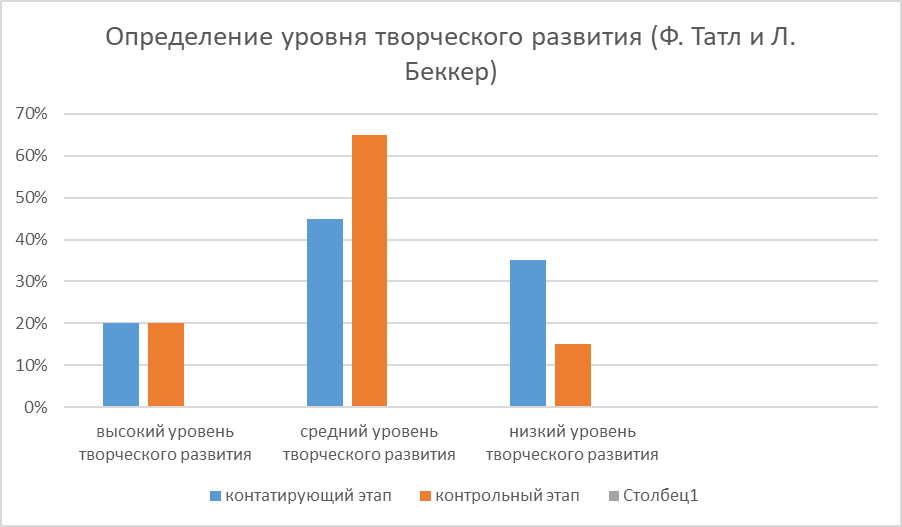 Определение уровня творческого развития (Ф. Татл и Л.
Беккер)
70%
60%
50%
40%
30%
20%
10%
0%
высокий уровень
творческого развития
средний уровень
творческого развития
низкий уровень
творческого развития
контатирующий этап
контрольный этап
Столбец1